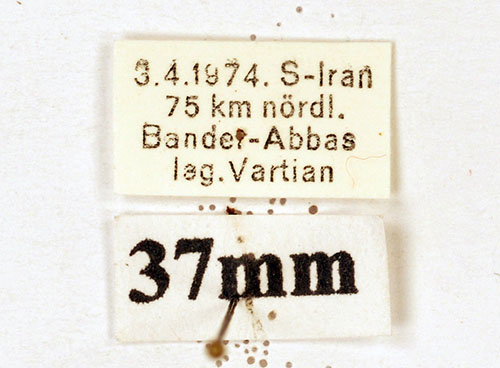 3.4.1974. S-Iran
75 km nördl.
Bander-Abbas
leg. Vartian
37mm